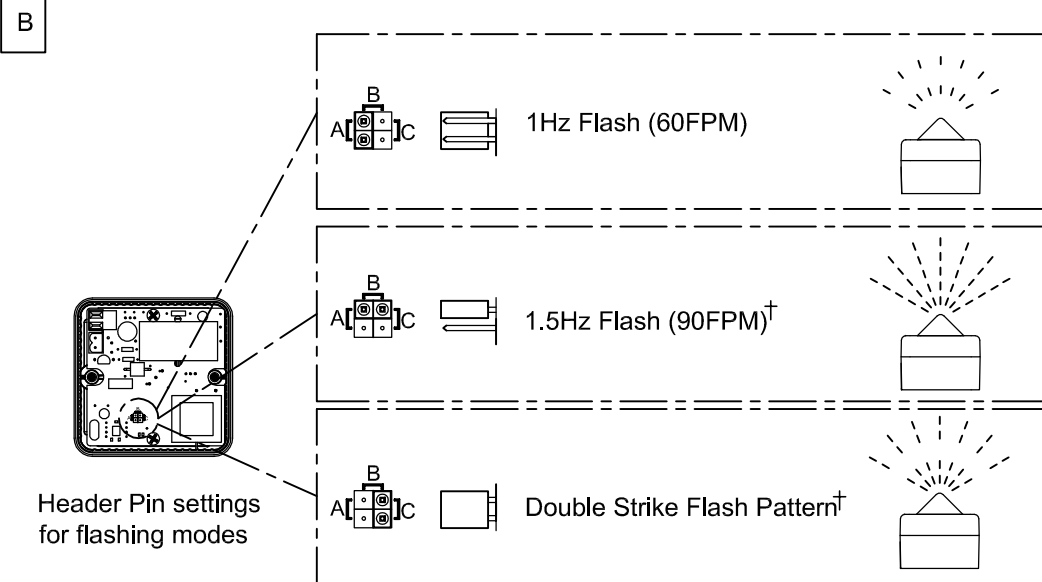 B
B
A C
1Hz Flash (60FPM)
B
A C
1.5Hz Flash (90FPM)†
B
A C
Double Strike Flash Pattern†
Header Pin settings
for flashing modes